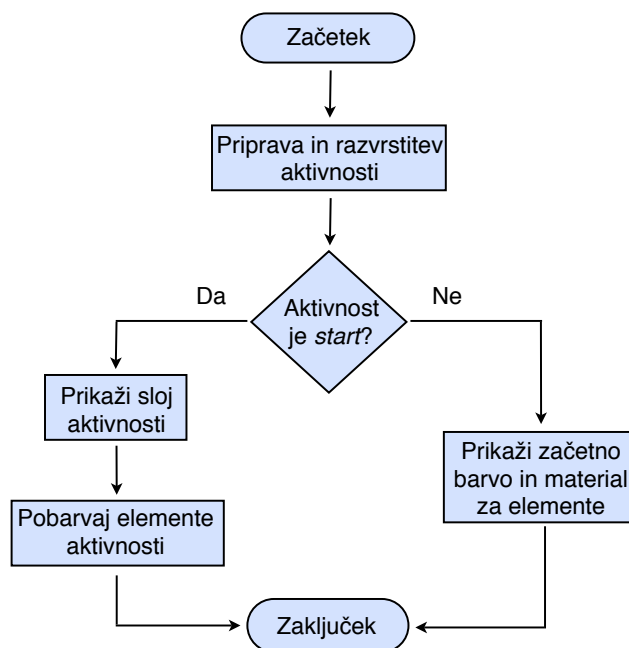 Začetek
Priprava in razvrstitev
aktivnosti
Da
Aktivnost
je start?
Ne
Prikaži sloj
aktivnosti
Prikaži začetno
barvo in material
za elemente
Pobarvaj elemente
aktivnosti
Zaključek